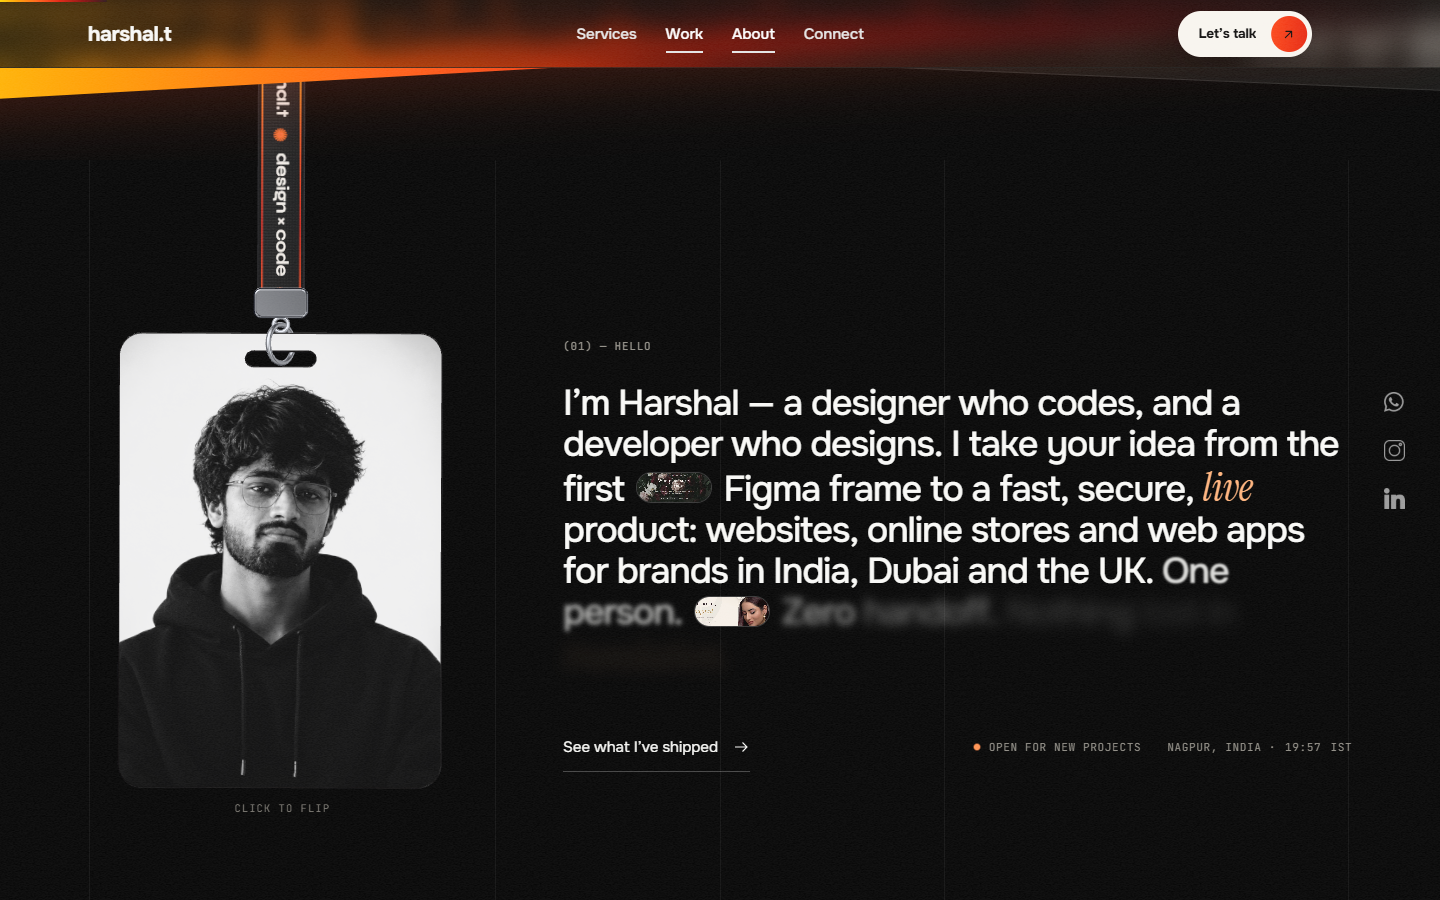 harshal.t
Services
Work
About
Connect
Let's talk
design × code
(01) — HELLO
I'm Harshal — a designer who codes, and a
developer who designs. I take your idea from the
first Figma frame to a fast, secure, live
product: websites, online stores and web apps
for brands in India, Dubai and the UK. One
person. Zero handoff.
See what I've shipped →
OPEN FOR NEW PROJECTS
NAGPUR, INDIA · 19:57 IST
CLICK TO FLIP